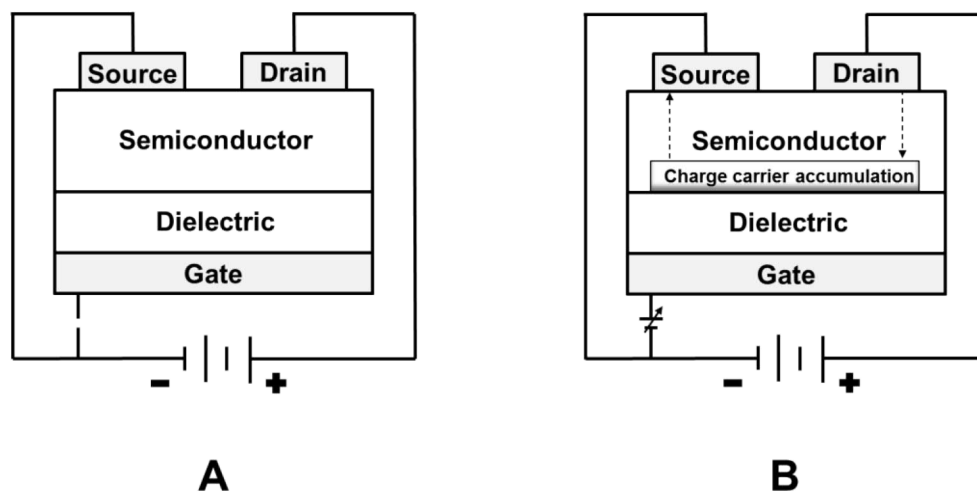 Source
Drain
Semiconductor
Dielectric
Gate
- +
A
Source
Drain
Semiconductor
Charge carrier accumulation
Dielectric
Gate
- +
B